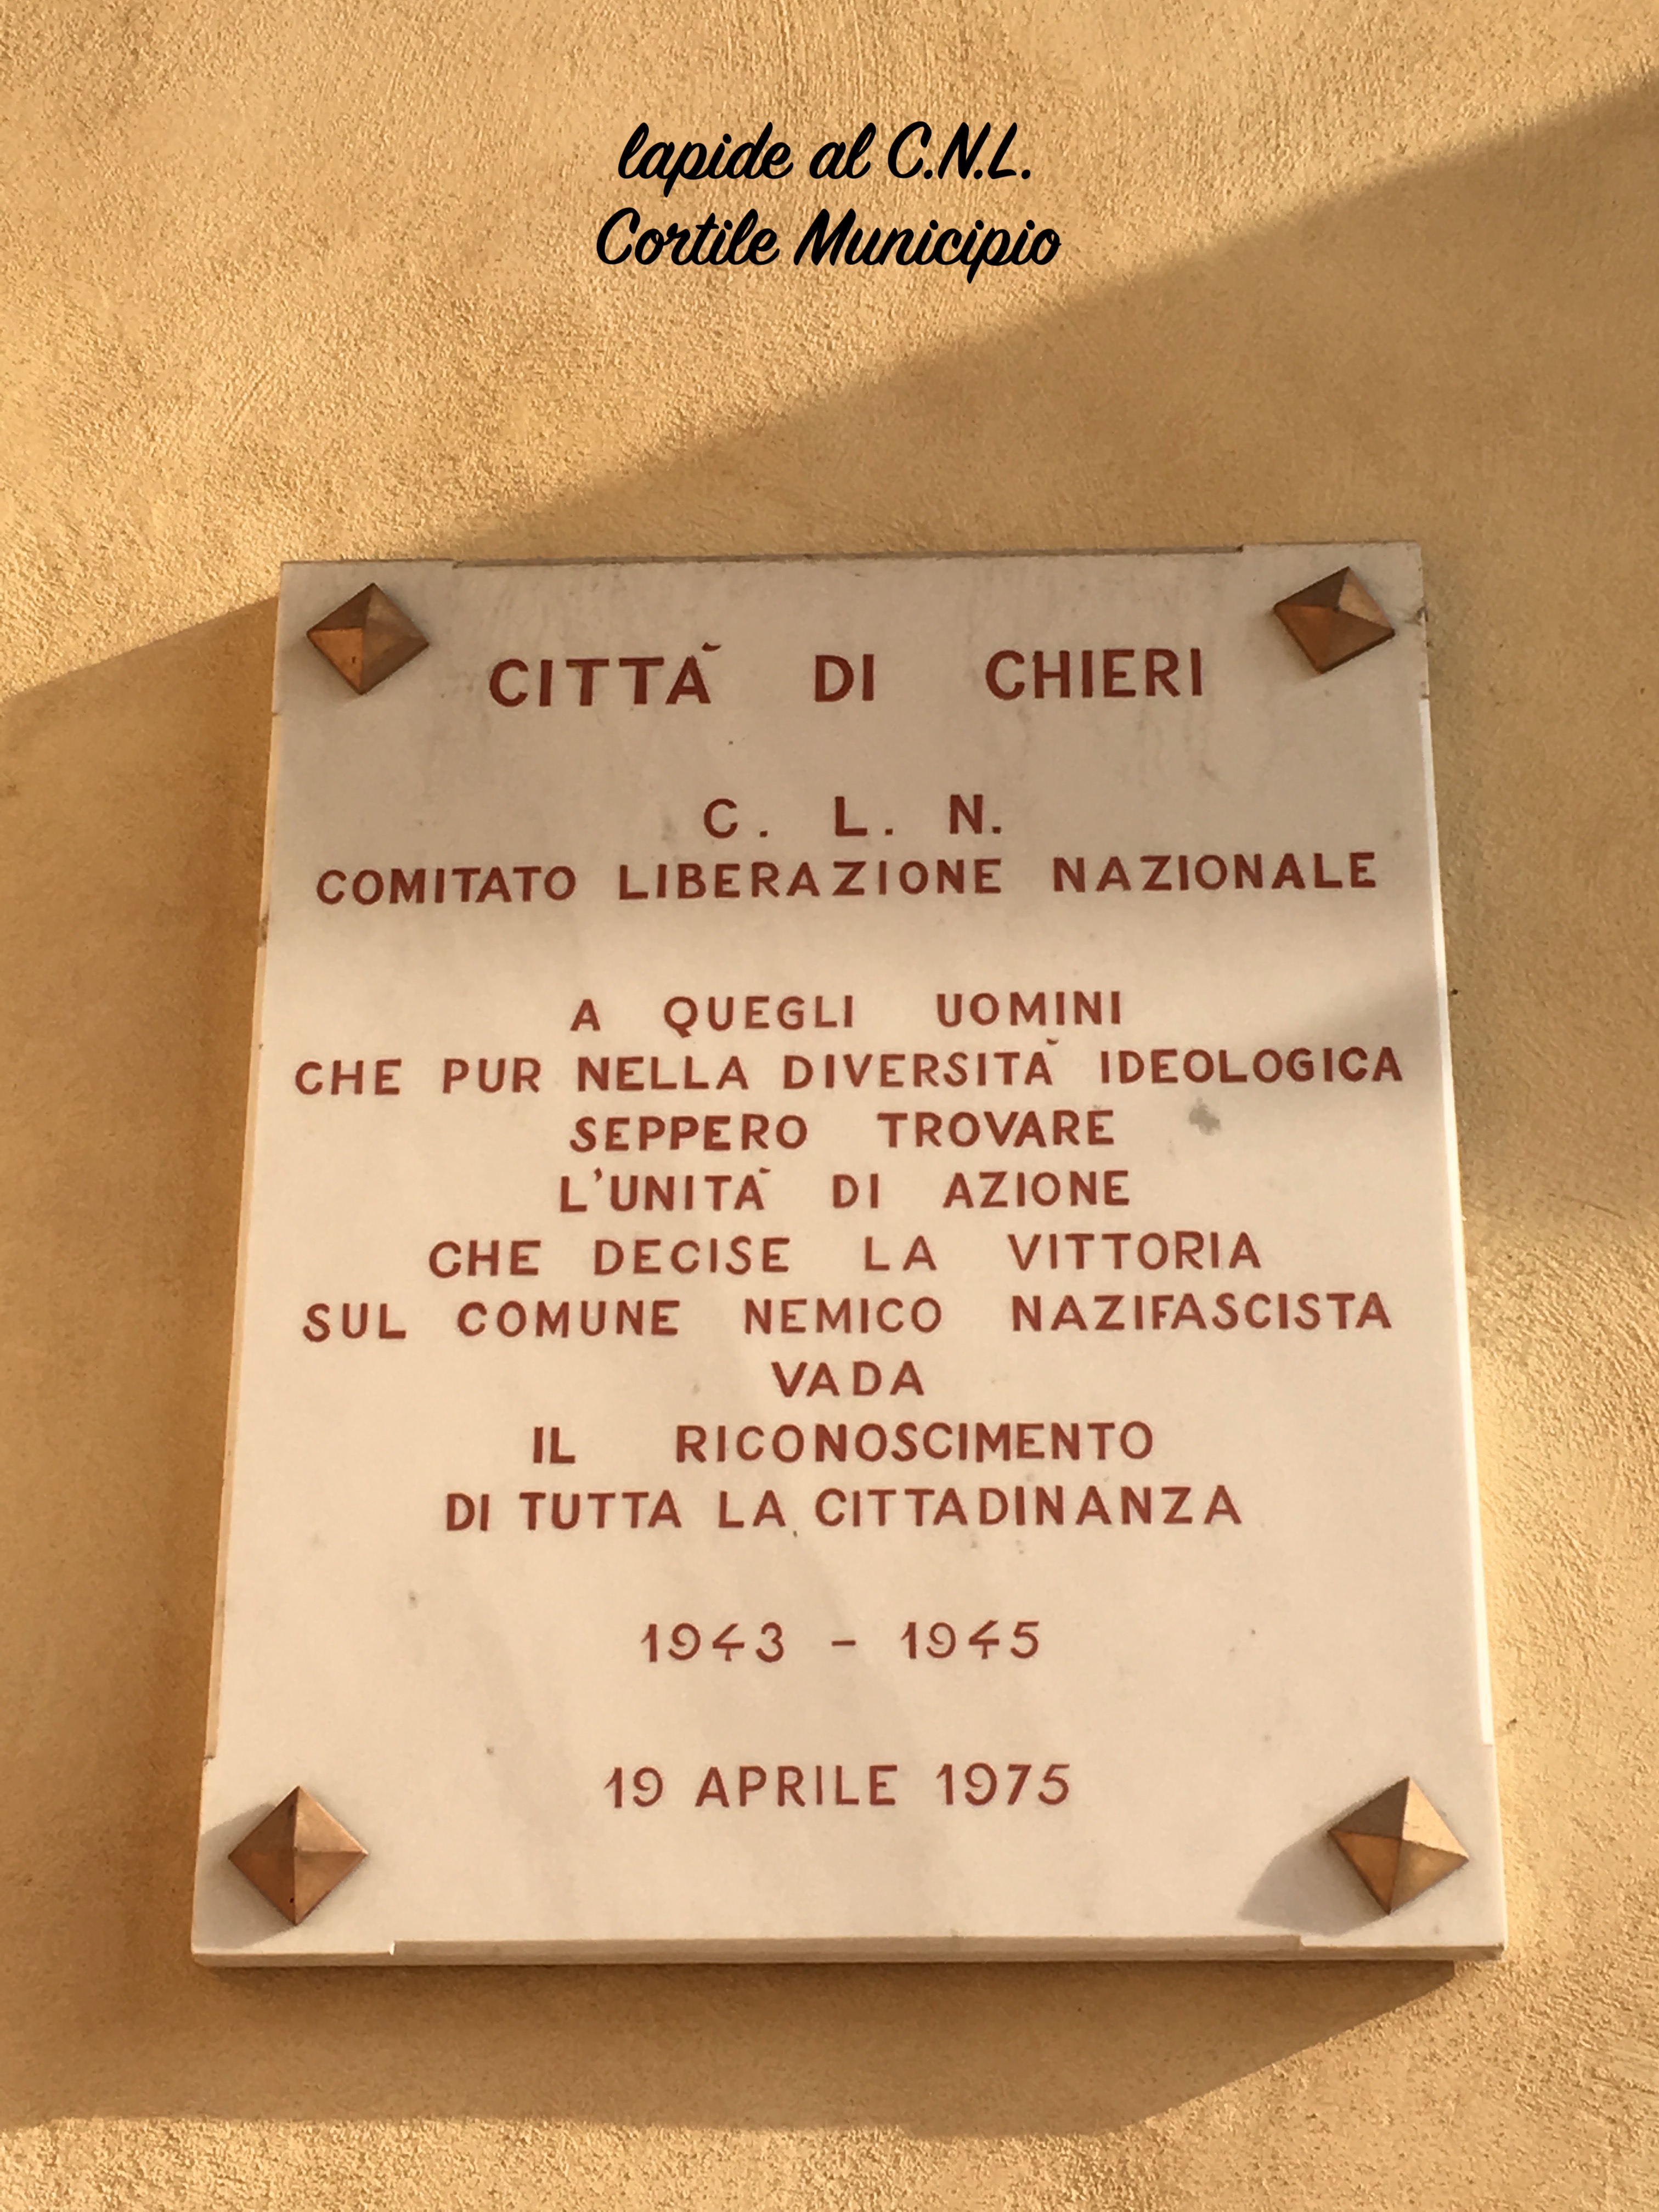 lapide al C.N.L.
Cortile Municipio
CITTÀ DI CHIERI
C. L. N.
COMITATO LIBERAZIONE NAZIONALE
A QUEGLI UOMINI
CHE PUR NELLA DIVERSITÀ IDEOLOGICA
SEPPERO TROVARE
L'UNITÀ DI AZIONE
CHE DECISE LA VITTORIA
SUL COMUNE NEMICO NAZIFASCISTA
VADA
IL RICONOSCIMENTO
DI TUTTA LA CITTADINANZA
1943 - 1945
19 APRILE 1975